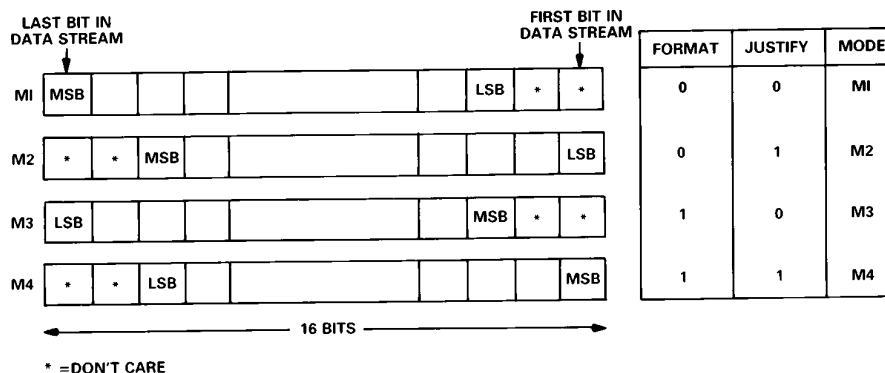 LAST BIT IN
DATA STREAM
FIRST BIT IN
DATA STREAM
FORMAT JUSTIFY MODE
M1 MSB LSB * *
0 0 M1
M2 * * MSB LSB
0 1 M2
M3 LSB MSB * *
1 0 M3
M4 * * LSB MSB
1 1 M4
16 BITS
* =DON'T CARE